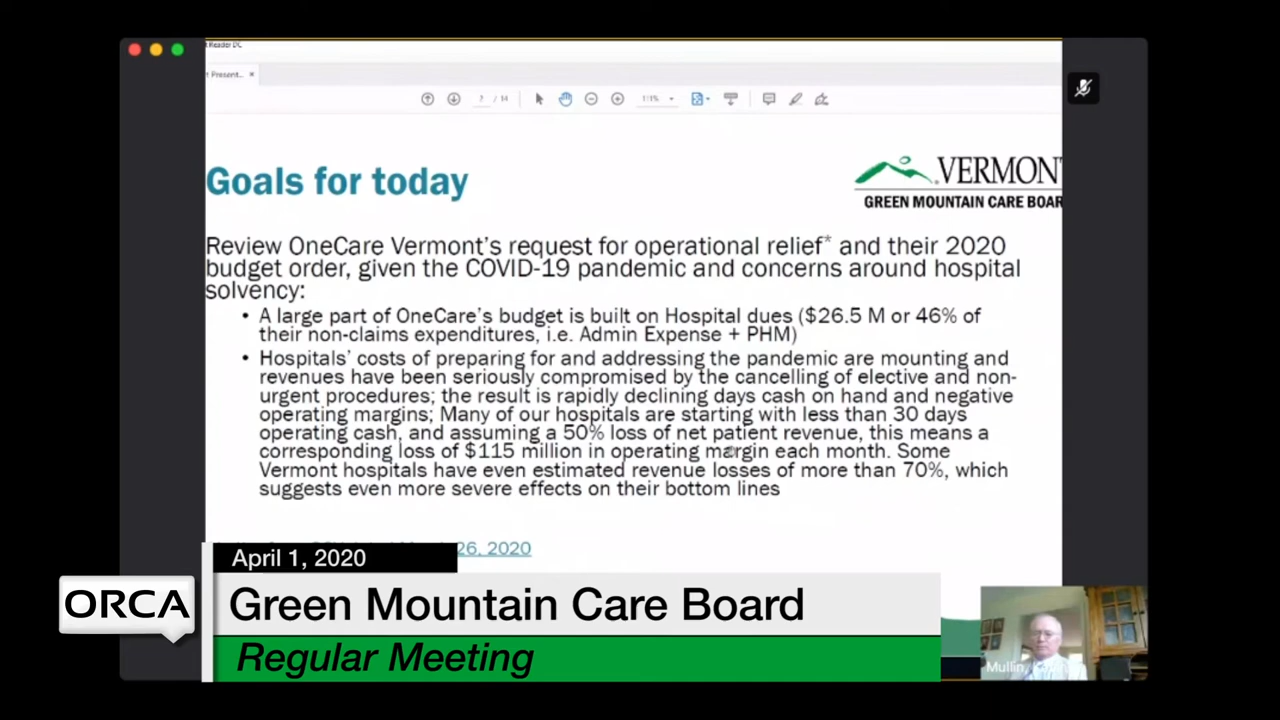 t Reader DC
t Present... ×
2 / 14
111%
Goals for today
VERMONT
GREEN MOUNTAIN CARE BOAR
Review OneCare Vermont's request for operational relief* and their 2020
budget order, given the COVID-19 pandemic and concerns around hospital
solvency:
• A large part of OneCare's budget is built on Hospital dues ($26.5 M or 46% of
their non-claims expenditures, i.e. Admin Expense + PHM)
• Hospitals' costs of preparing for and addressing the pandemic are mounting and
revenues have been seriously compromised by the cancelling of elective and non-
urgent procedures; the result is rapidly declining days cash on hand and negative
operating margins; Many of our hospitals are starting with less than 30 days
operating cash, and assuming a 50% loss of net patient revenue, this means a
corresponding loss of $115 million in operating margin each month. Some
Vermont hospitals have even estimated revenue losses of more than 70%, which
suggests even more severe effects on their bottom lines
26, 2020
April 1, 2020
ORCA
Green Mountain Care Board
Regular Meeting
Mullin,